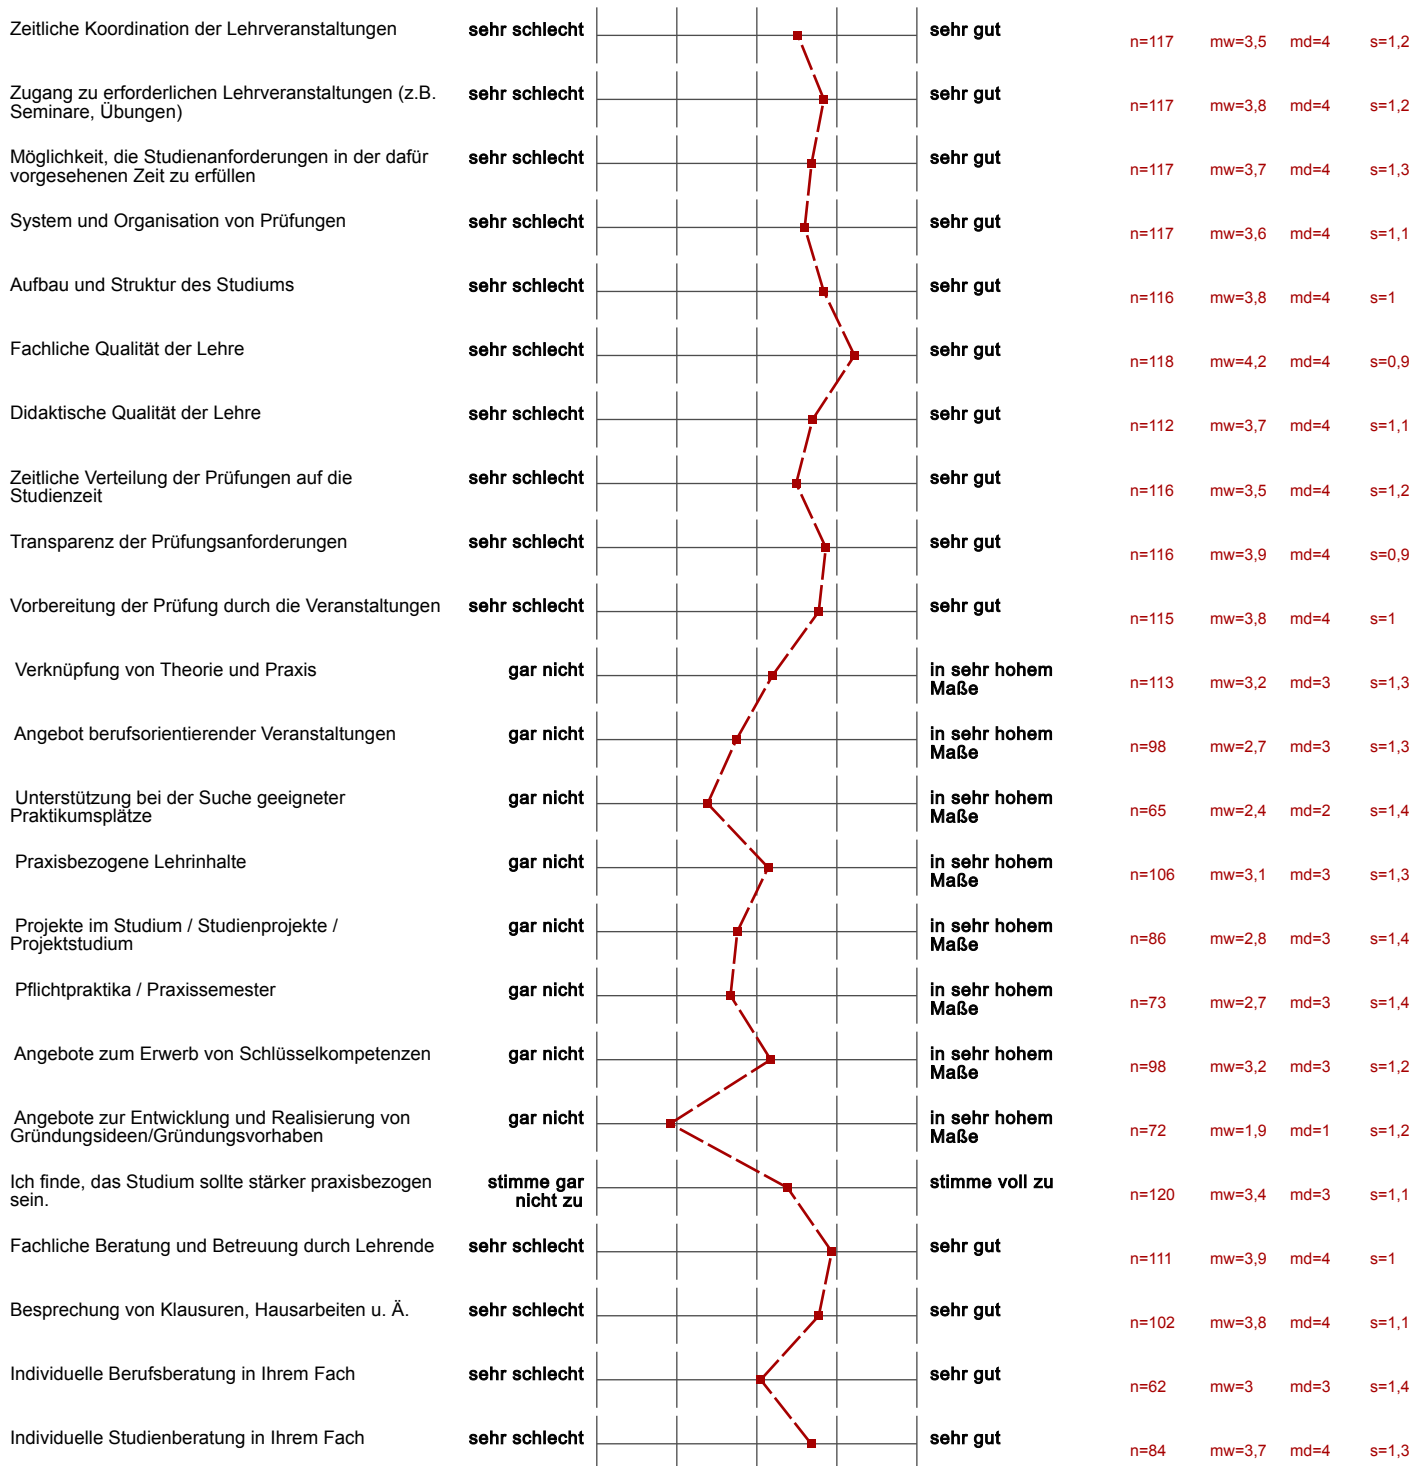 Zeitliche Koordination der Lehrveranstaltungen sehr schlecht sehr gut n=117 mw=3,5 md=4 s=1,2
Zugang zu erforderlichen Lehrveranstaltungen (z.B. sehr schlecht sehr gut n=117 mw=3,8 md=4 s=1,2
Seminare, Übungen)
Möglichkeit, die Studienanforderungen in der dafür sehr schlecht sehr gut n=117 mw=3,7 md=4 s=1,3
vorgesehenen Zeit zu erfüllen
System und Organisation von Prüfungen sehr schlecht sehr gut n=117 mw=3,6 md=4 s=1,1
Aufbau und Struktur des Studiums sehr schlecht sehr gut n=116 mw=3,8 md=4 s=1
Fachliche Qualität der Lehre sehr schlecht sehr gut n=118 mw=4,2 md=4 s=0,9
Didaktische Qualität der Lehre sehr schlecht sehr gut n=112 mw=3,7 md=4 s=1,1
Zeitliche Verteilung der Prüfungen auf die sehr schlecht sehr gut n=116 mw=3,5 md=4 s=1,2
Studienzeit
Transparenz der Prüfungsanforderungen sehr schlecht sehr gut n=116 mw=3,9 md=4 s=0,9
Vorbereitung der Prüfung durch die Veranstaltungen sehr schlecht sehr gut n=115 mw=3,8 md=4 s=1
Verknüpfung von Theorie und Praxis gar nicht in sehr hohem
Maße n=113 mw=3,2 md=3 s=1,3
Angebot berufsorientierender Veranstaltungen gar nicht in sehr hohem
Maße n=98 mw=2,7 md=3 s=1,3
Unterstützung bei der Suche geeigneter gar nicht in sehr hohem
Praktikumsplätze Maße n=65 mw=2,4 md=2 s=1,4
Praxisbezogene Lehrinhalte gar nicht in sehr hohem
Maße n=106 mw=3,1 md=3 s=1,3
Projekte im Studium / Studienprojekte / gar nicht in sehr hohem
Projektstudium Maße n=86 mw=2,8 md=3 s=1,4
Pflichtpraktika / Praxissemester gar nicht in sehr hohem
Maße n=73 mw=2,7 md=3 s=1,4
Angebote zum Erwerb von Schlüsselkompetenzen gar nicht in sehr hohem
Maße n=98 mw=3,2 md=3 s=1,2
Angebote zur Entwicklung und Realisierung von gar nicht in sehr hohem
Gründungsideen/Gründungsvorhaben Maße n=72 mw=1,9 md=1 s=1,2
Ich finde, das Studium sollte stärker praxisbezogen stimme gar stimme voll zu
sein. nicht zu n=120 mw=3,4 md=3 s=1,1
Fachliche Beratung und Betreuung durch Lehrende sehr schlecht sehr gut n=111 mw=3,9 md=4 s=1
Besprechung von Klausuren, Hausarbeiten u. Ä. sehr schlecht sehr gut n=102 mw=3,8 md=4 s=1,1
Individuelle Berufsberatung in Ihrem Fach sehr schlecht sehr gut n=62 mw=3 md=3 s=1,4
Individuelle Studienberatung in Ihrem Fach sehr schlecht sehr gut n=84 mw=3,7 md=4 s=1,3